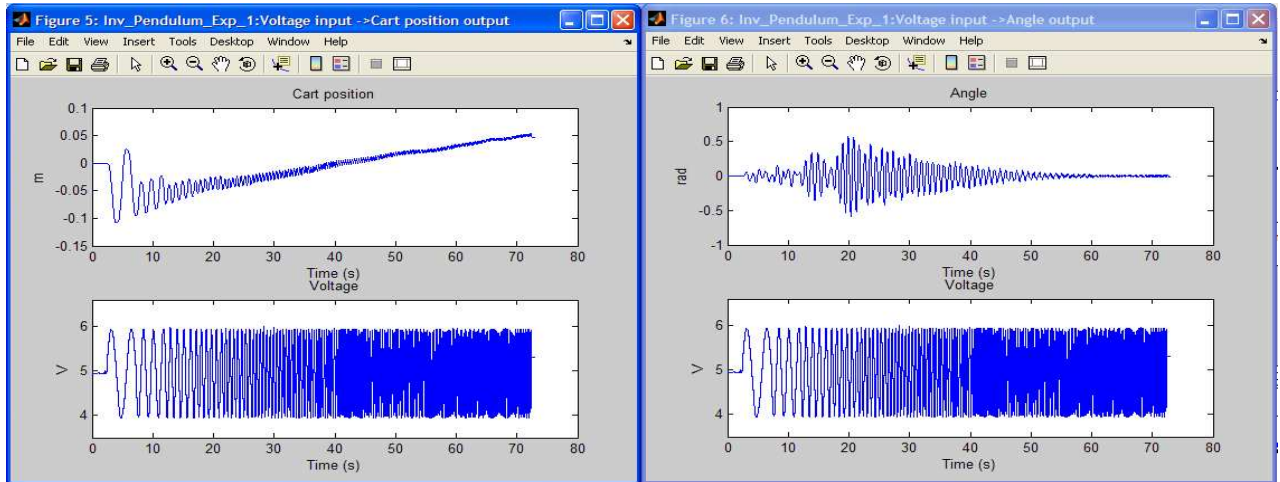 Figure 5: Inv_Pendulum_Exp_1:Voltage input ->Cart position output
File Edit View Insert Tools Desktop Window Help
Cart position
0.1
0.05
0
-0.05
-0.1
-0.15
m
0 10 20 30 40 50 60 70 80
Time (s)
Voltage
6
5
4
V
0 10 20 30 40 50 60 70 80
Time (s)
Figure 6: Inv_Pendulum_Exp_1:Voltage input ->Angle output
File Edit View Insert Tools Desktop Window Help
Angle
1
0.5
0
-0.5
-1
rad
0 10 20 30 40 50 60 70 80
Time (s)
Voltage
6
5
4
V
0 10 20 30 40 50 60 70 80
Time (s)